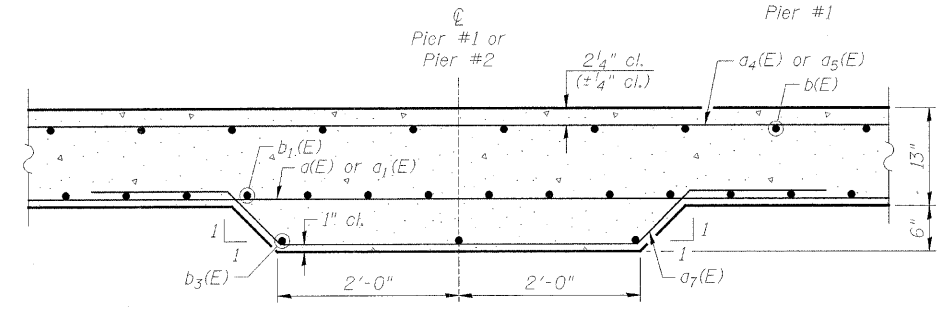 ℄
Pier #1 or
Pier #2
Pier #1
2¼" cl.
(±¼" cl.)
a4(E) or a5(E)
b(E)
b1(E)
a(E) or a1(E)
13"
1" cl.
6"
1
1
1
1
b3(E)
2'-0"
2'-0"
a7(E)